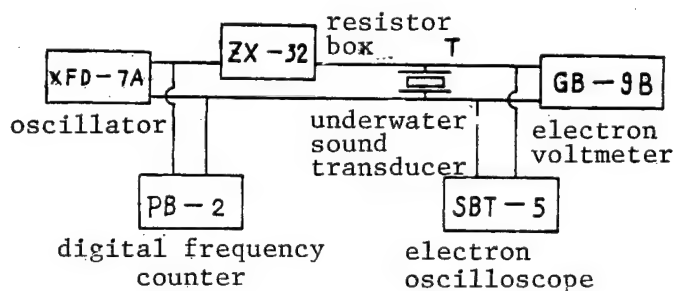 resistor
box
T
XFD-7A
ZX-32
GB-9B
oscillator
underwater
sound
transducer
electron
voltmeter
PB-2
SBT-5
digital frequency
counter
electron
oscilloscope